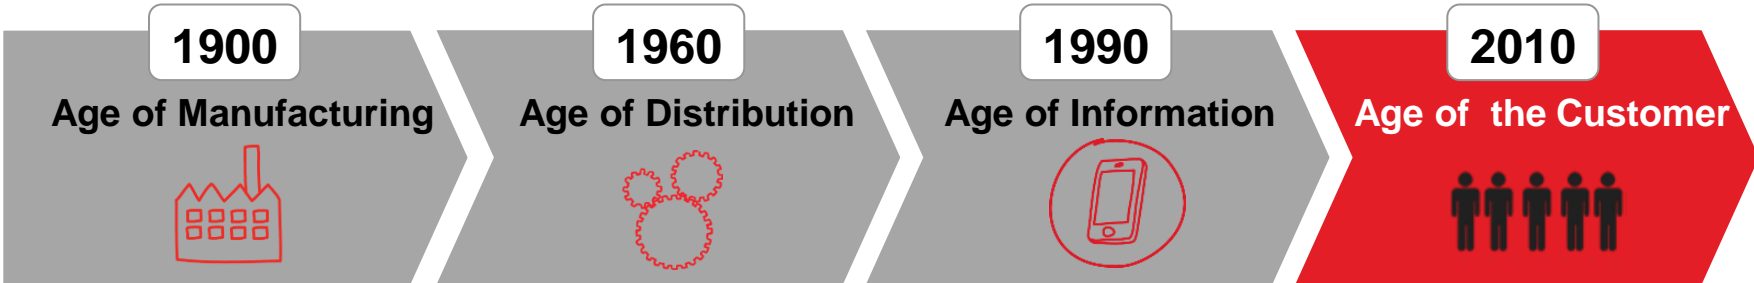 1900
Age of Manufacturing
1960
Age of Distribution
1990
Age of Information
2010
Age of  the Customer